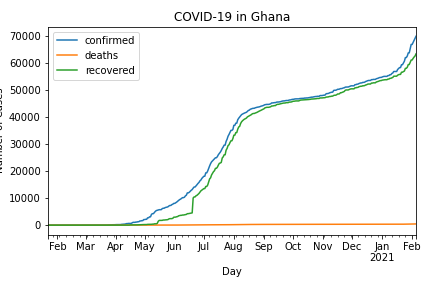 COVID-19 in Ghana
confirmed
deaths
recovered
70000
60000
50000
40000
30000
20000
10000
0
Feb Mar Apr May Jun Jul Aug Sep Oct Nov Dec Jan Feb
2021
Day